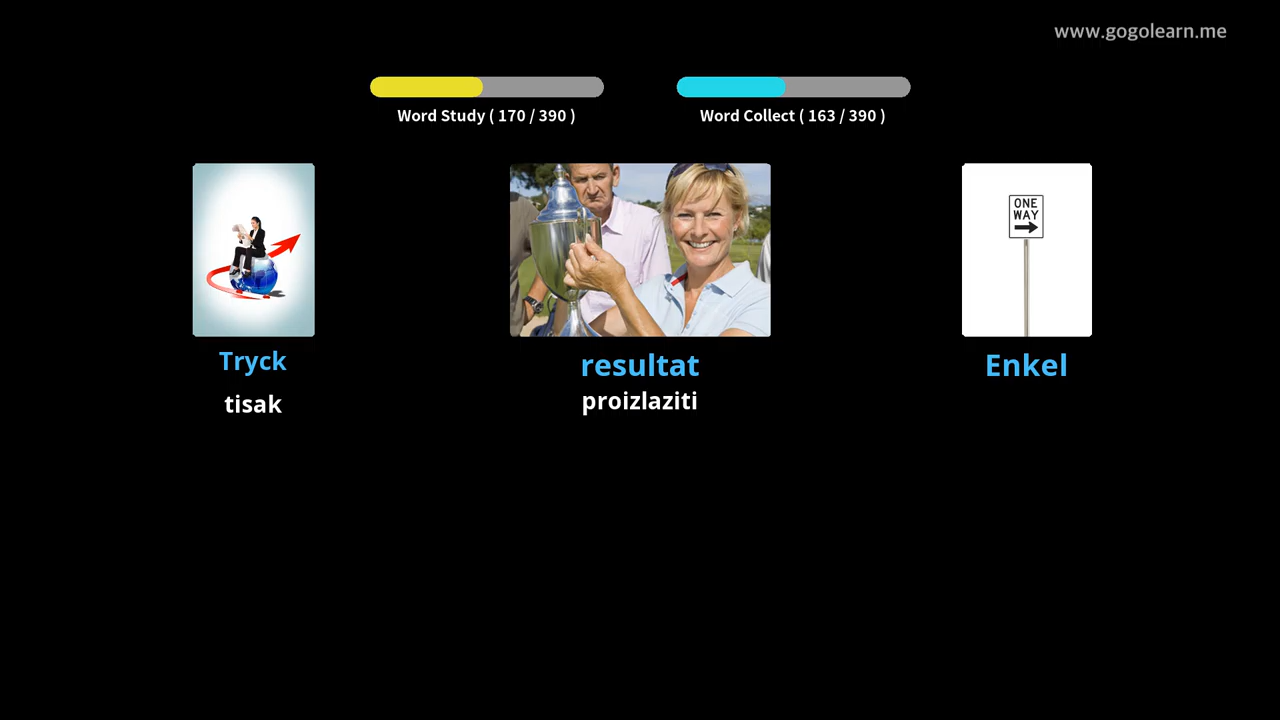 www.gogolearn.me
Word Study ( 170 / 390 )
Word Collect ( 163 / 390 )
ONE
WAY
Tryck
resultat
Enkel
tisak
proizlaziti